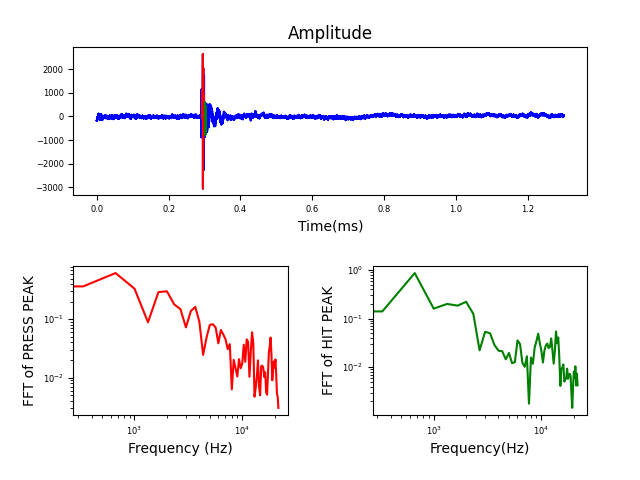 Amplitude
2000
1000
0
−1000
−2000
−3000
0.0 0.2 0.4 0.6 0.8 1.0 1.2
Time(ms)
FFT of PRESS PEAK
10⁻¹
10⁻²
10³ 10⁴
Frequency (Hz)
FFT of HIT PEAK
10⁰
10⁻¹
10⁻²
10³ 10⁴
Frequency(Hz)